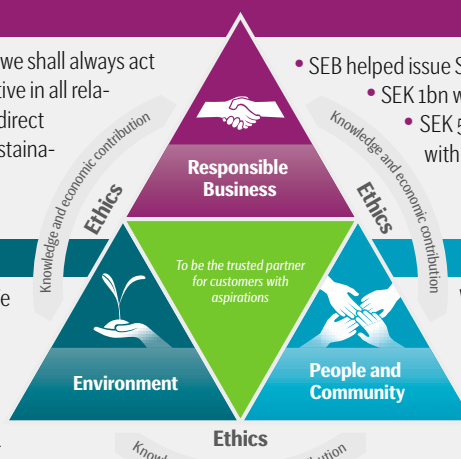 we shall always act
tive in all rela-
direct
staina-
• SEB helped issue S
• SEK 1bn w
• SEK 5
with
Knowledge and economic contribution
Ethics
Responsible
Business
Ethics
Knowledge and economic contribution
To be the trusted partner
for customers with
aspirations
e
Environment
People and
Community
Ethics
Know
ution